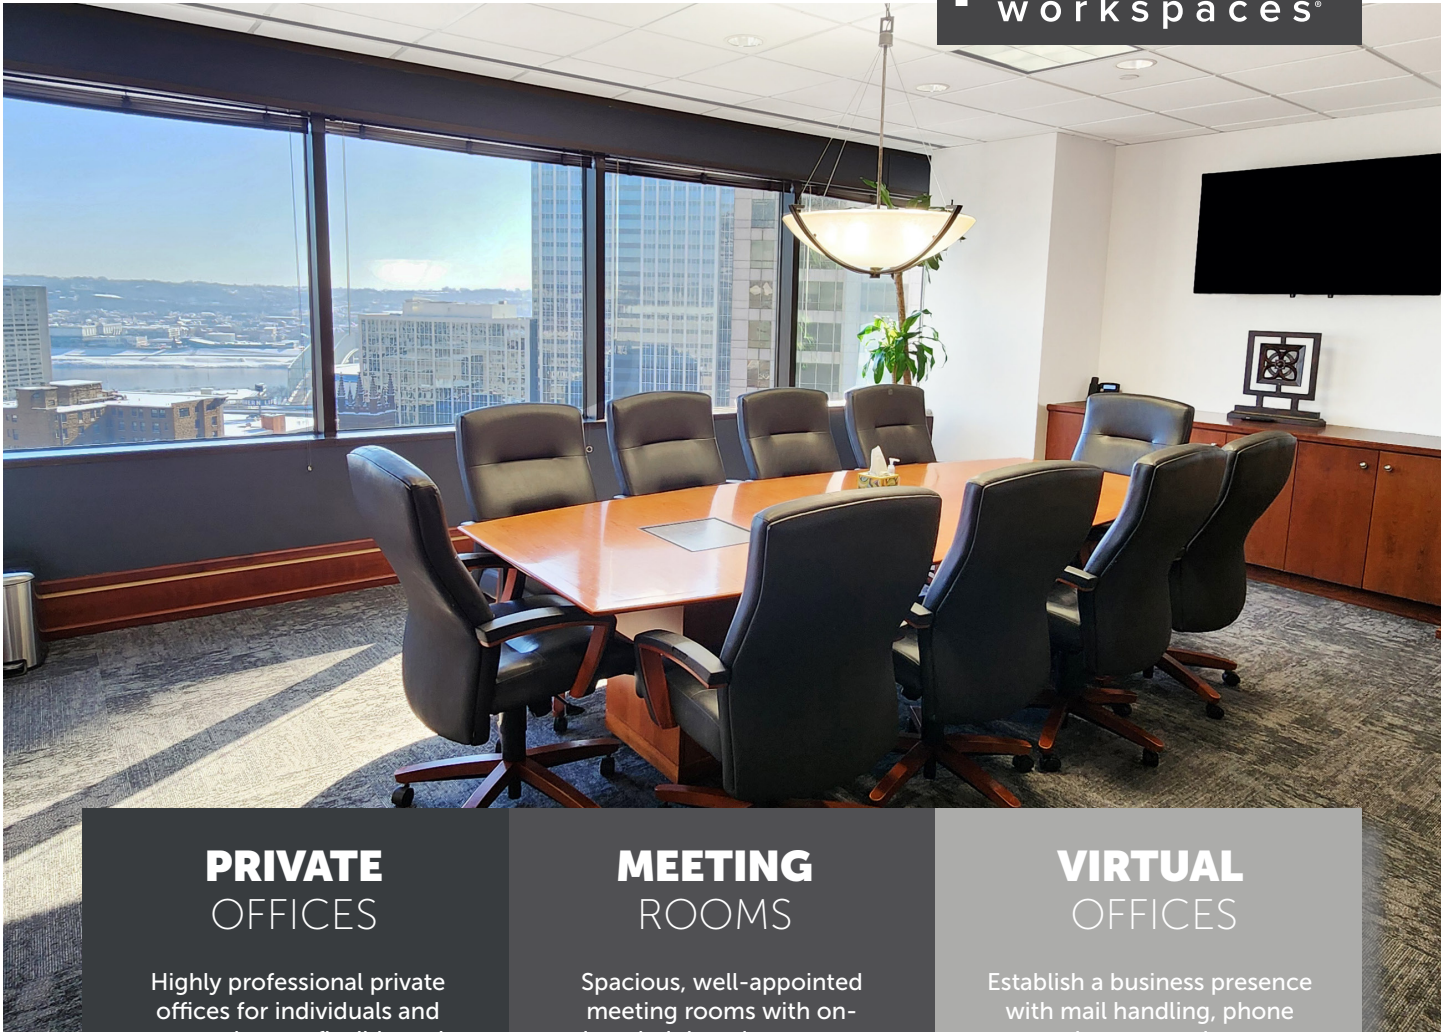 workspaces®
PRIVATE
OFFICES
MEETING
ROOMS
VIRTUAL
OFFICES
Highly professional private
offices for individuals and
Spacious, well-appointed
meeting rooms with on-
Establish a business presence
with mail handling, phone